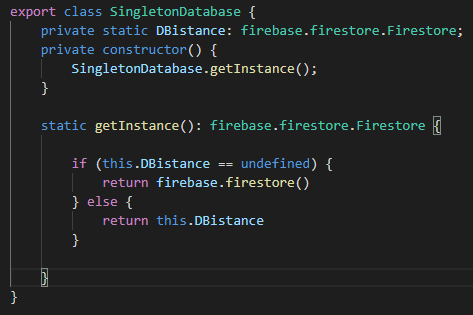 export class SingletonDatabase {
private static DBistance: firebase.firestore.Firestore;
private constructor() {
SingletonDatabase.getInstance();
}
static getInstance(): firebase.firestore.Firestore {
if (this.DBistance == undefined) {
return firebase.firestore()
} else {
return this.DBistance
}
}
}